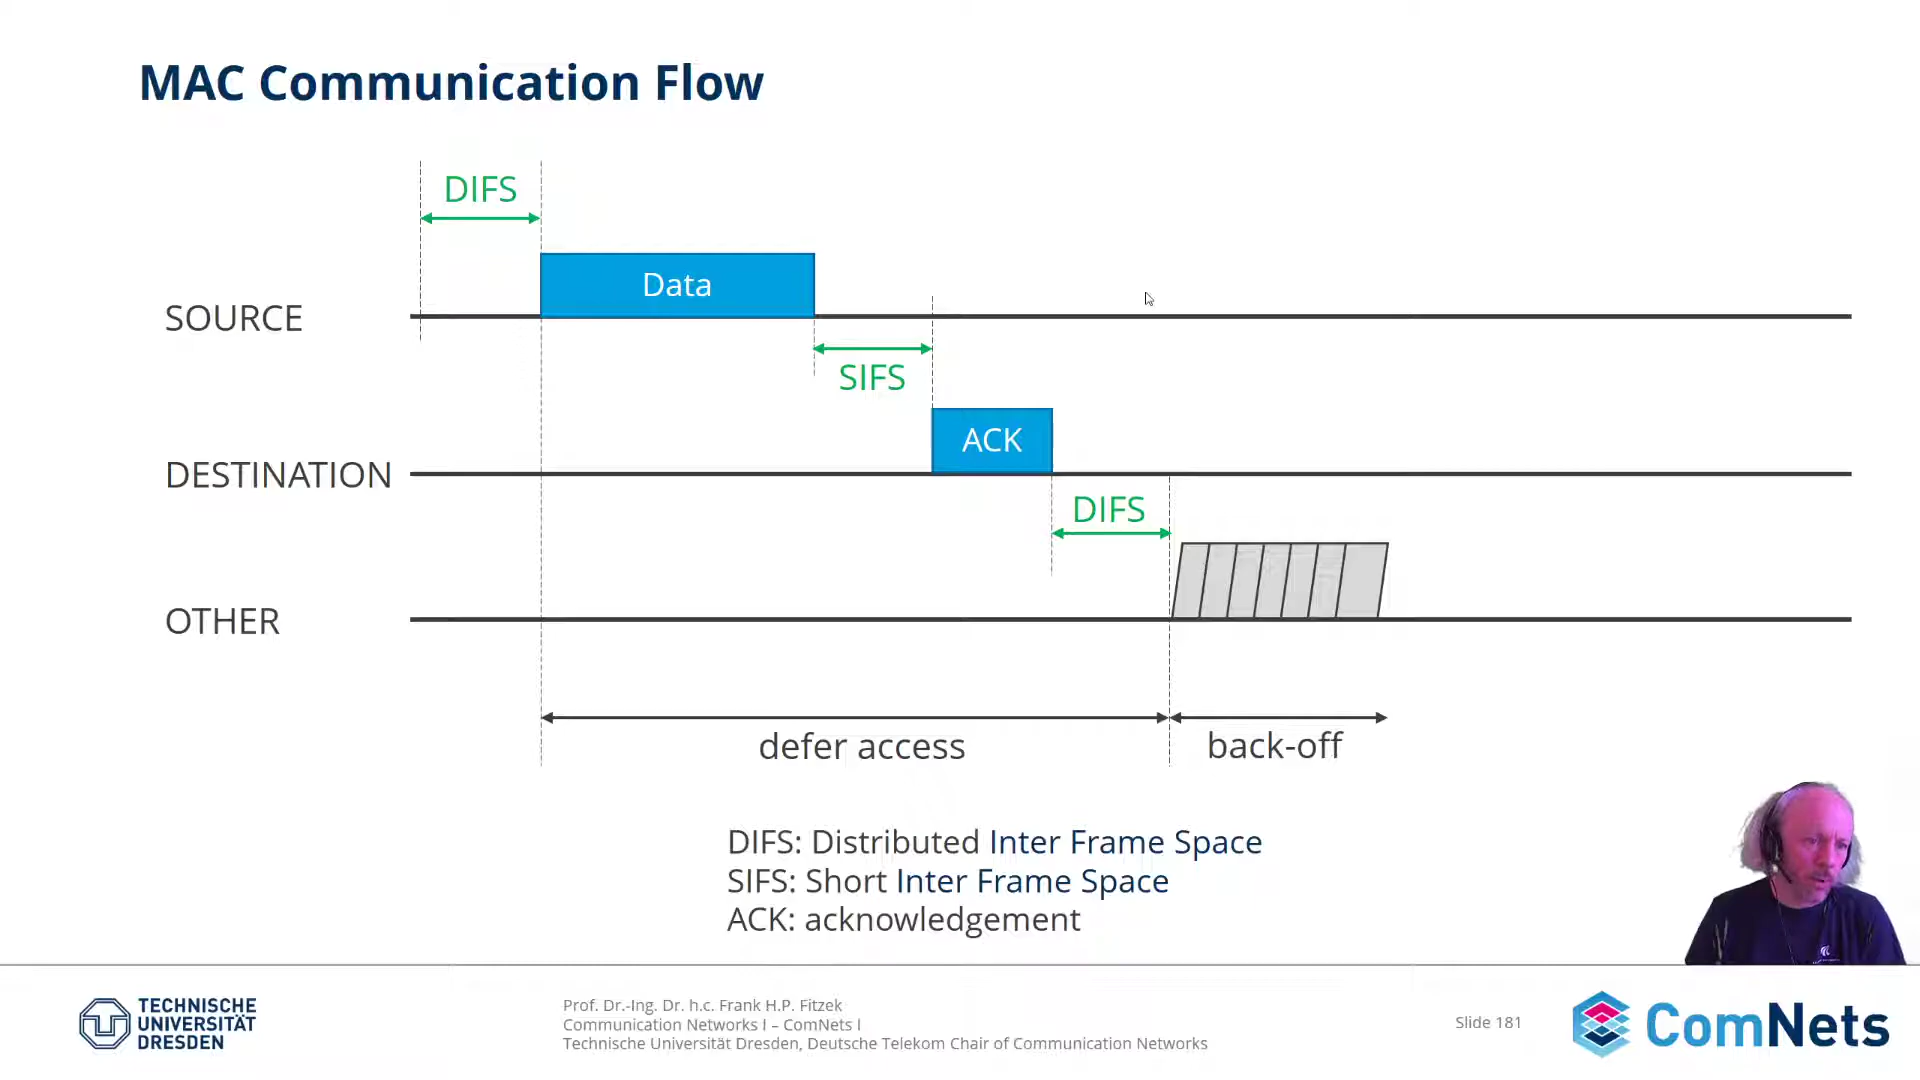 MAC Communication Flow
DIFS
Data
SOURCE
SIFS
ACK
DESTINATION
DIFS
OTHER
defer access
back-off
DIFS: Distributed Inter Frame Space
SIFS: Short Inter Frame Space
ACK: acknowledgement
TECHNISCHE
UNIVERSITÄT
DRESDEN
Prof. Dr.-Ing. Dr. h.c. Frank H.P. Fitzek
Communication Networks I – ComNets I
Technische Universität Dresden, Deutsche Telekom Chair of Communication Networks
Slide 181
ComNets